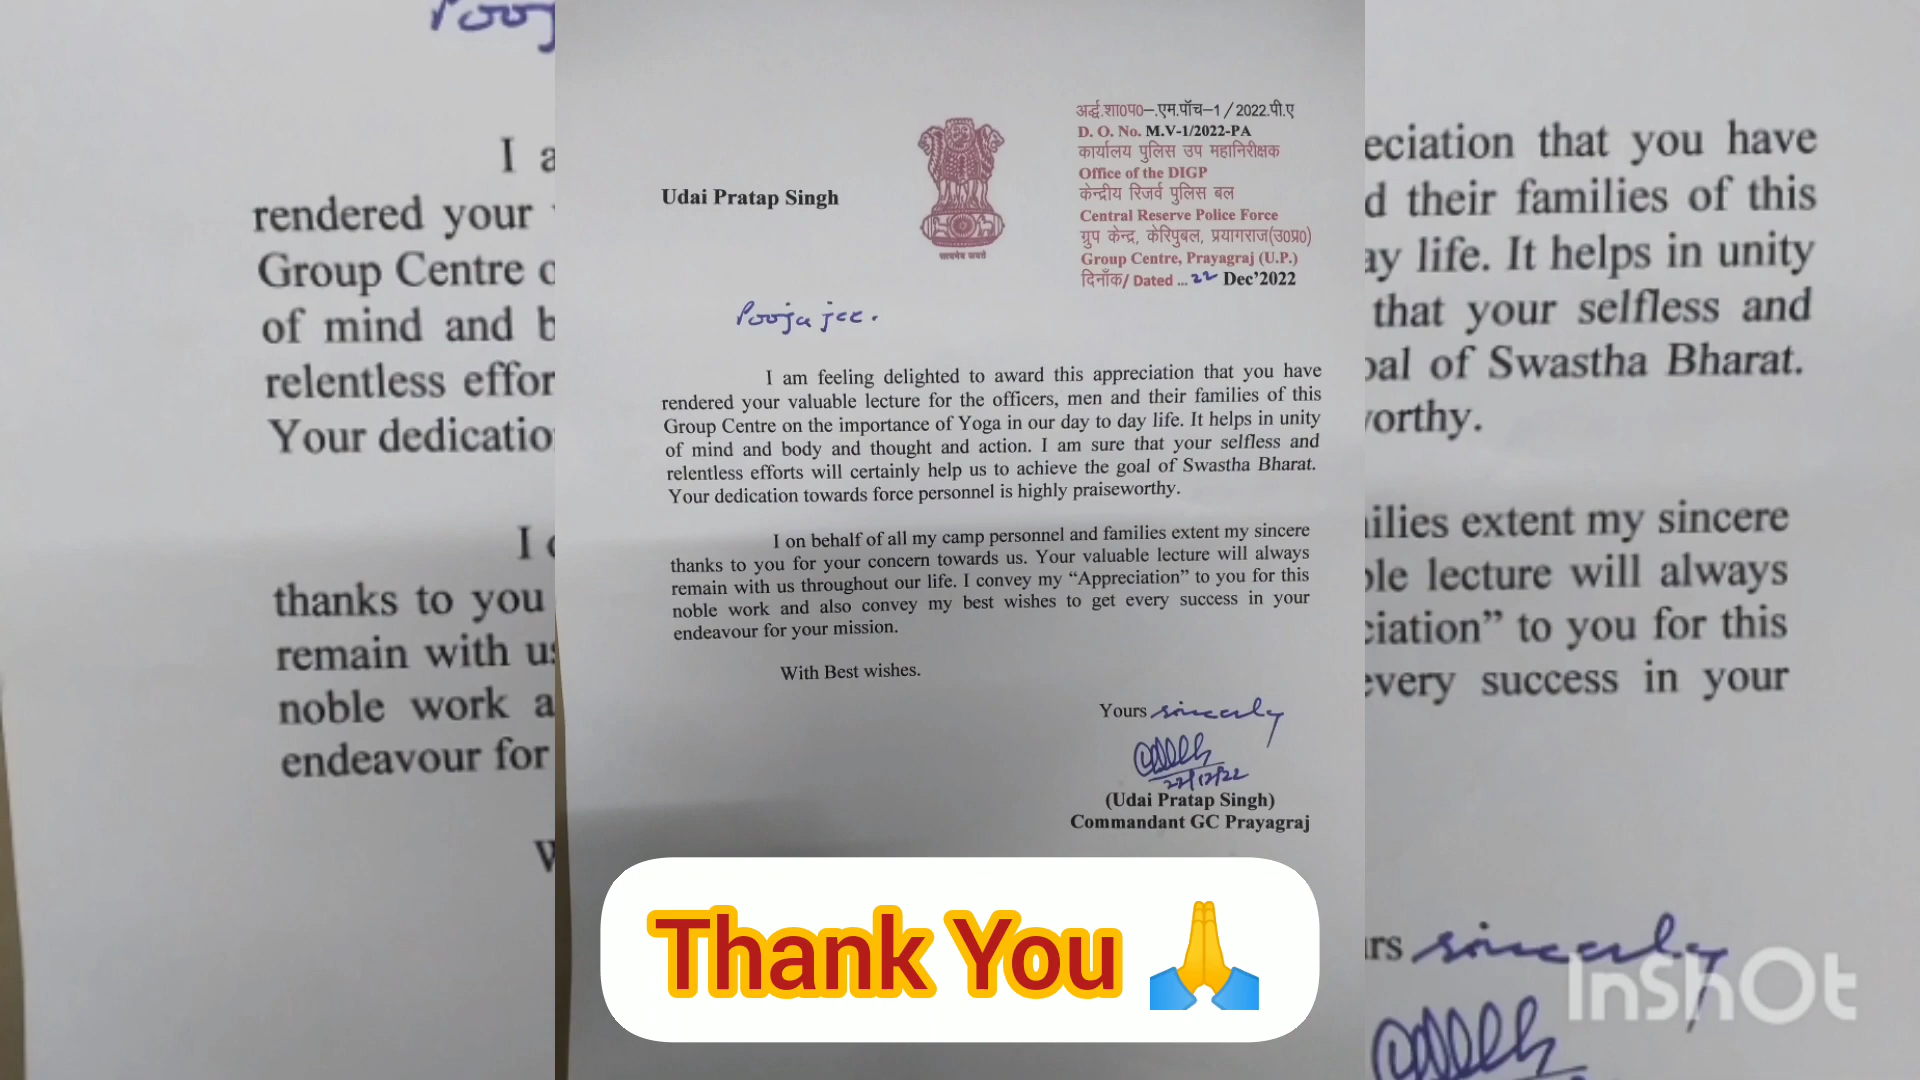 अर्द्ध.शा0प0–.एम.पॉच–1 / 2022.पी.ए
D. O. No. M.V-1/2022-PA
कार्यालय पुलिस उप महानिरीक्षक
Office of the DIGP
केन्द्रीय रिजर्व पुलिस बल
Central Reserve Police Force
ग्रुप केन्द्र, केरिपुबल, प्रयागराज(उ0प्र0)
Group Centre, Prayagraj (U.P.)
दिनाँक/ Dated ... 22 Dec'2022
Udai Pratap Singh
सत्यमेव जयते
Pooja jee.
I am feeling delighted to award this appreciation that you have
rendered your valuable lecture for the officers, men and their families of this
Group Centre on the importance of Yoga in our day to day life. It helps in unity
of mind and body and thought and action. I am sure that your selfless and
relentless efforts will certainly help us to achieve the goal of Swastha Bharat.
Your dedication towards force personnel is highly praiseworthy.
I on behalf of all my camp personnel and families extent my sincere
thanks to you for your concern towards us. Your valuable lecture will always
remain with us throughout our life. I convey my “Appreciation” to you for this
noble work and also convey my best wishes to get every success in your
endeavour for your mission.
With Best wishes.
Yours sincerely
22/12/22
(Udai Pratap Singh)
Commandant GC Prayagraj
Thank You 🙏
InShOt